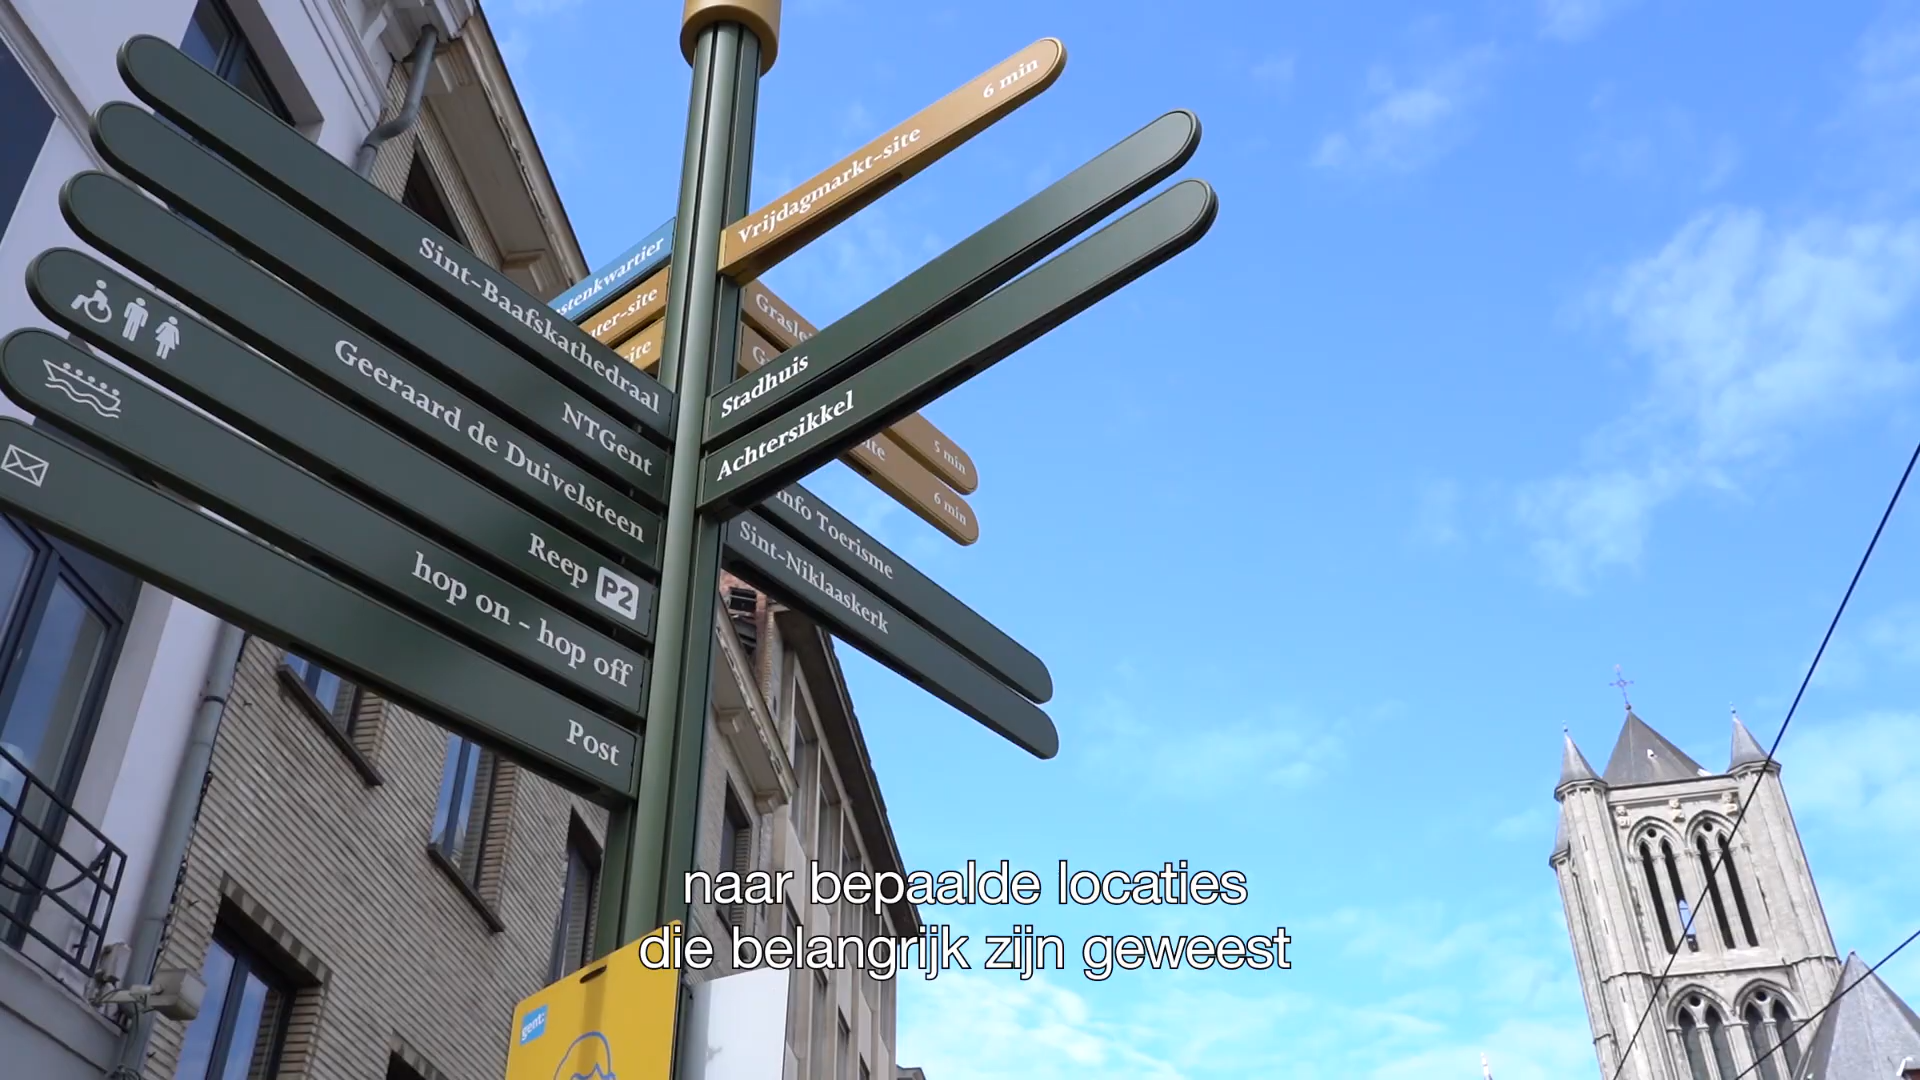 Sint-Baafskathedraal
NTGent
Geeraard de Duivelsteen
Reep P2
hop on - hop off
Post
Vrijdagmarkt-site 6 min
Stadhuis
Achtersikkel
5 min
6 min
Toerisme
Sint-Niklaaskerk
gent:
naar bepaalde locaties
die belangrijk zijn geweest